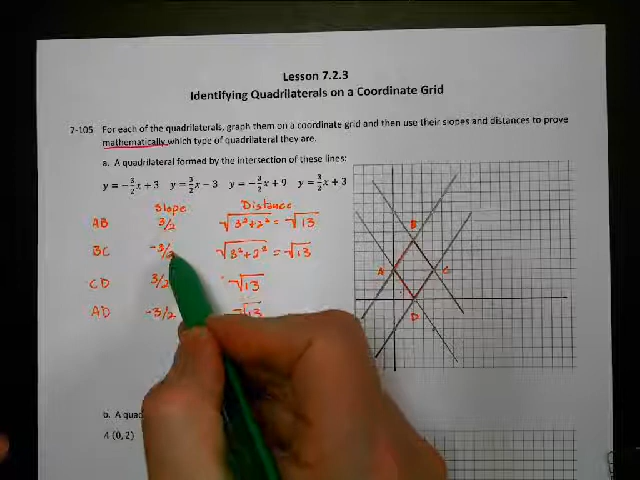 Lesson 7.2.3
Identifying Quadrilaterals on a Coordinate Grid
7-105 For each of the quadrilaterals, graph them on a coordinate grid and then use their slopes and distances to prove
mathematically which type of quadrilateral they are.
a. A quadrilateral formed by the intersection of these lines:
y = -3/2x + 3 y = 3/2x - 3 y = -3/2x + 9 y = 3/2x + 3
Slope Distance
AB 3/2 √3²+2² = √13
BC -3/2 √3²+2² = √13
CD 3/2 √13
AD -3/2 √13
B
A C
D
b. A quad
A (0, 2)